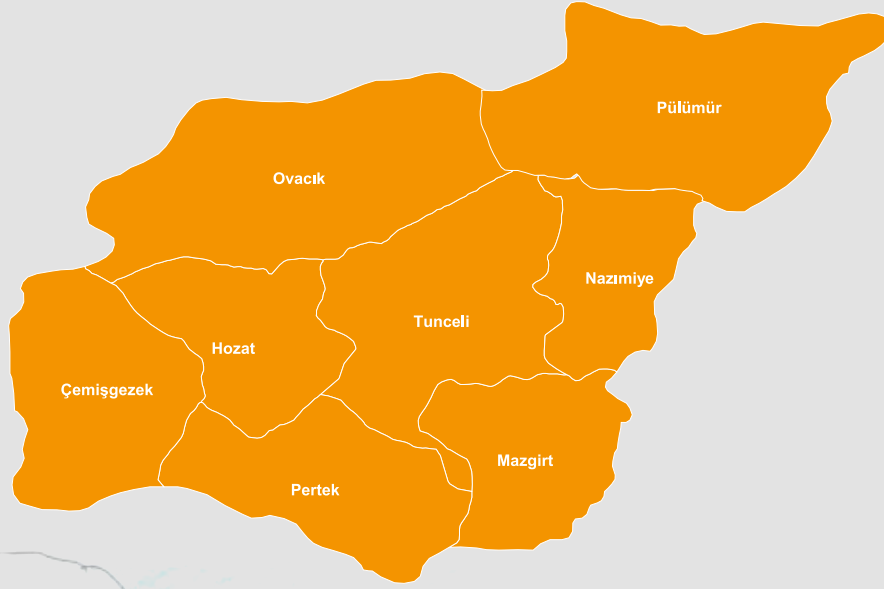 Pülümür
Ovacık
Nazımiye
Tunceli
Hozat
Çemişgezek
Mazgirt
Pertek